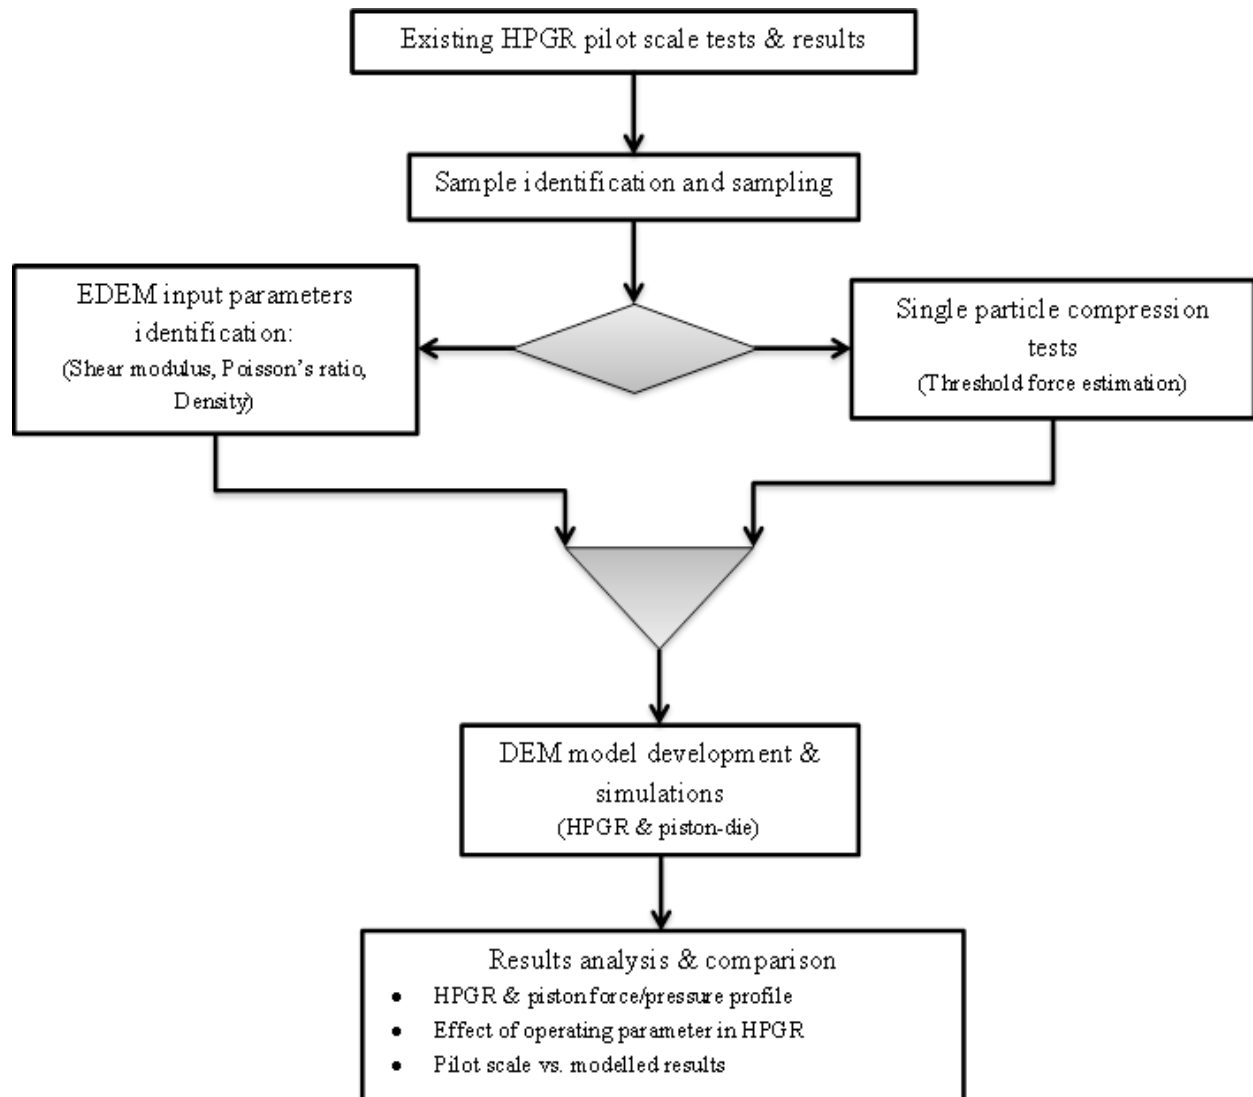 Existing HPGR pilot scale tests & results
Sample identification and sampling
EDEM input parameters
identification:
(Shear modulus, Poisson's ratio,
Density)
Single particle compression
tests
(Threshold force estimation)
DEM model development &
simulations
(HPGR & piston-die)
Results analysis & comparison
• HPGR & piston force/pressure profile
• Effect of operating parameter in HPGR
• Pilot scale vs. modelled results